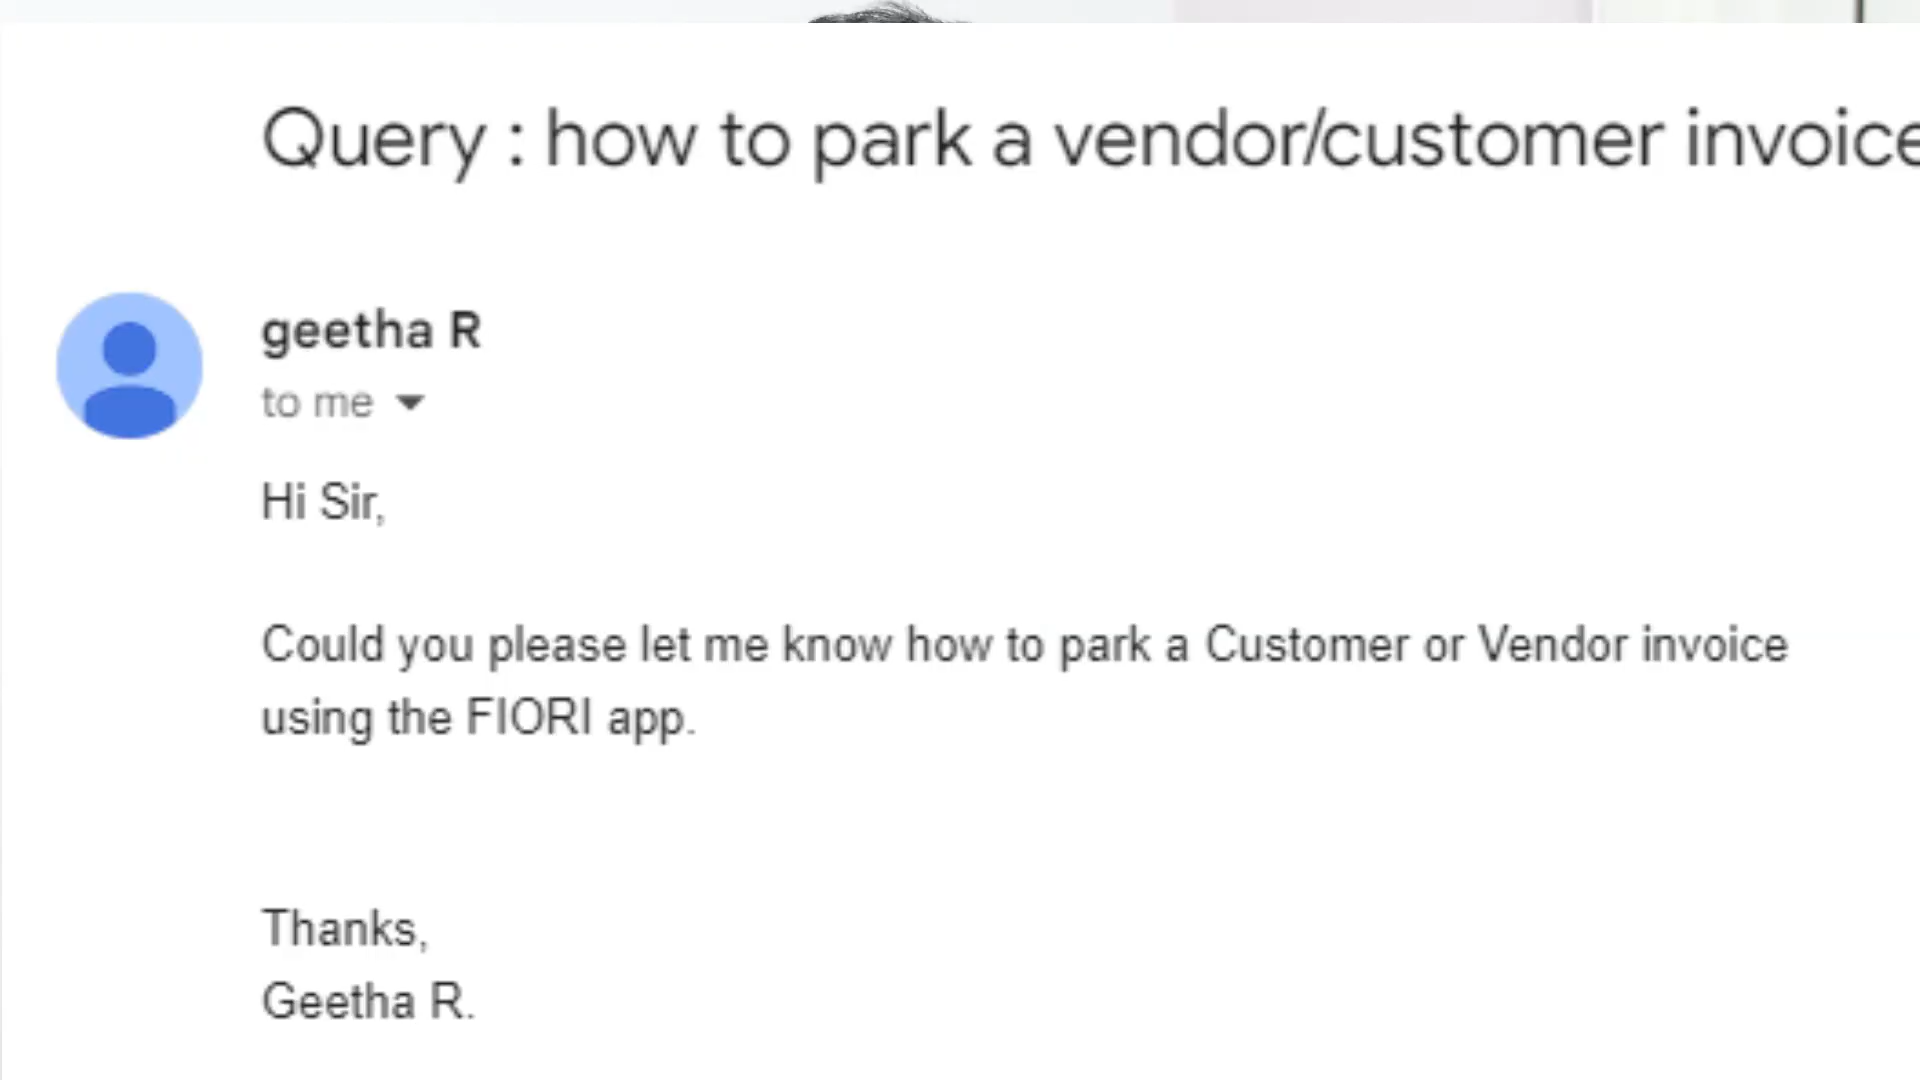 Query : how to park a vendor/customer invoice
geetha R
to me
Hi Sir,
Could you please let me know how to park a Customer or Vendor invoice
using the FIORI app.
Thanks,
Geetha R.